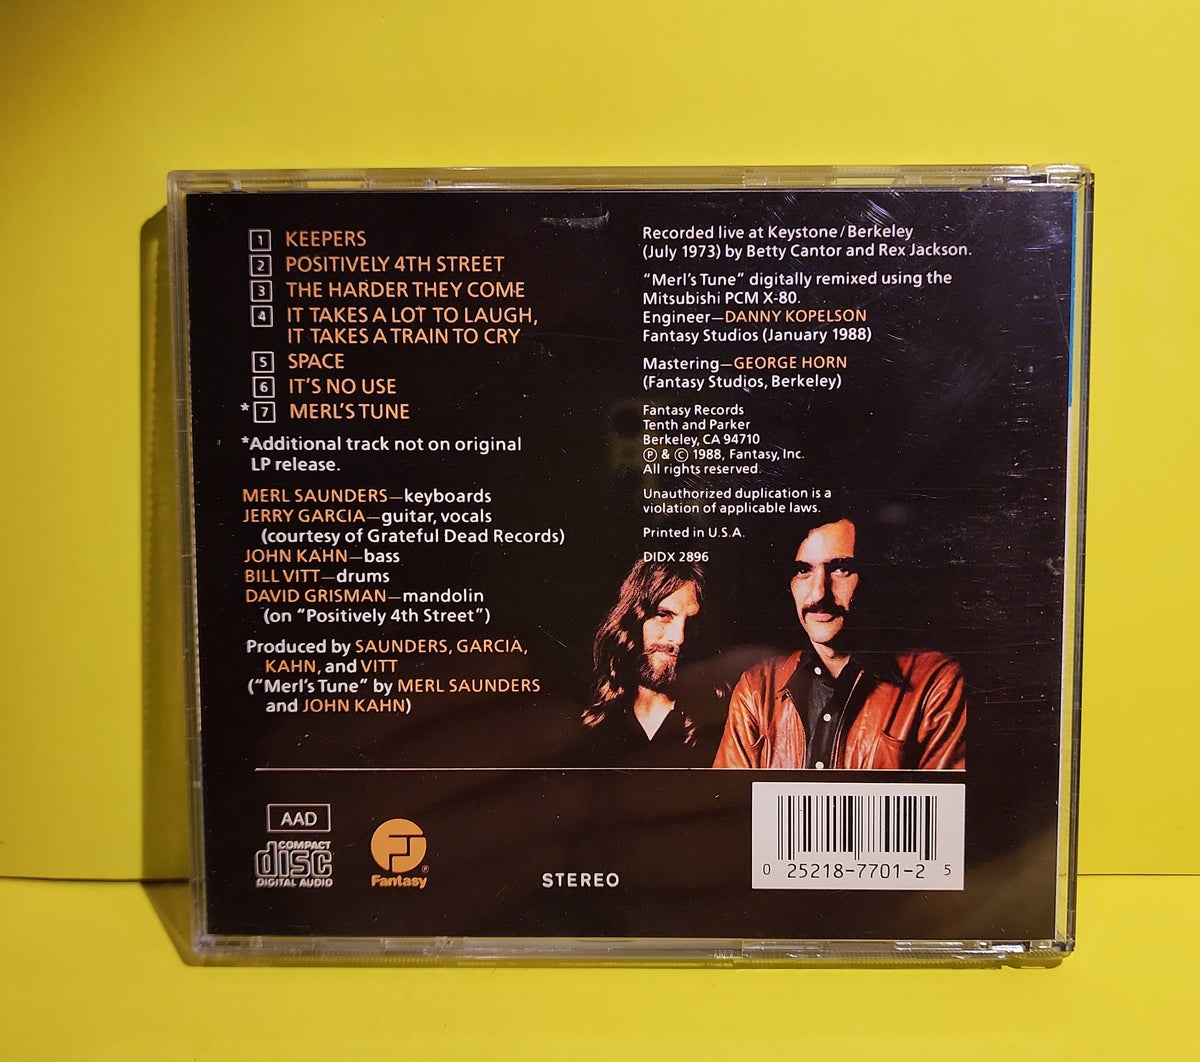 1 KEEPERS
2 POSITIVELY 4TH STREET
3 THE HARDER THEY COME
4 IT TAKES A LOT TO LAUGH,
IT TAKES A TRAIN TO CRY
5 SPACE
6 IT'S NO USE
*7 MERL'S TUNE
*Additional track not on original
LP release.
MERL SAUNDERS—keyboards
JERRY GARCIA—guitar, vocals
(courtesy of Grateful Dead Records)
JOHN KAHN—bass
BILL VITT—drums
DAVID GRISMAN—mandolin
(on "Positively 4th Street")
Produced by SAUNDERS, GARCIA,
KAHN, and VITT
("Merl's Tune" by MERL SAUNDERS
and JOHN KAHN)
Recorded live at Keystone/Berkeley
(July 1973) by Betty Cantor and Rex Jackson.
"Merl's Tune" digitally remixed using the
Mitsubishi PCM X-80.
Engineer—DANNY KOPELSON
Fantasy Studios (January 1988)
Mastering—GEORGE HORN
(Fantasy Studios, Berkeley)
Fantasy Records
Tenth and Parker
Berkeley, CA 94710
℗ & © 1988, Fantasy, Inc.
All rights reserved.
Unauthorized duplication is a
violation of applicable laws.
Printed in U.S.A.
DIDX 2896
AAD
COMPACT
disc
DIGITAL AUDIO
Fantasy®
STEREO
0 25218-7701-2 5